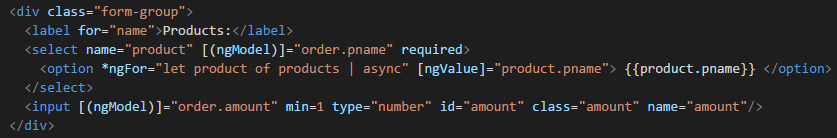 <div class="form-group">
<label for="name">Products:</label>
<select name="product" [(ngModel)]="order.pname" required>
<option *ngFor="let product of products | async" [ngValue]="product.pname"> {{product.pname}} </option>
</select>
<input [(ngModel)]="order.amount" min=1 type="number" id="amount" class="amount" name="amount"/>
</div>